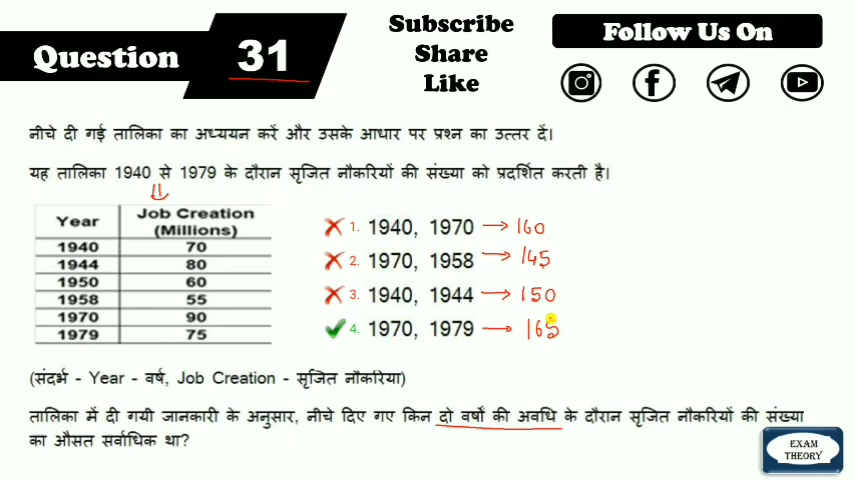 Question 31
Subscribe
Share
Like
Follow Us On
नीचे दी गई तालिका का अध्ययन करें और उसके आधार पर प्रश्न का उत्तर दें।
यह तालिका 1940 से 1979 के दौरान सृजित नौकरियों की संख्या को प्रदर्शित करती है।
Year Job Creation (Millions)
1940 70
1944 80
1950 60
1958 55
1970 90
1979 75
1. 1940, 1970 → 160
2. 1970, 1958 → 145
3. 1940, 1944 → 150
4. 1970, 1979 → 165
(संदर्भ - Year - वर्ष, Job Creation - सृजित नौकरिया)
तालिका में दी गयी जानकारी के अनुसार, नीचे दिए गए किन दो वर्षों की अवधि के दौरान सृजित नौकरियों की संख्या
का औसत सर्वाधिक था?
EXAM
THEORY